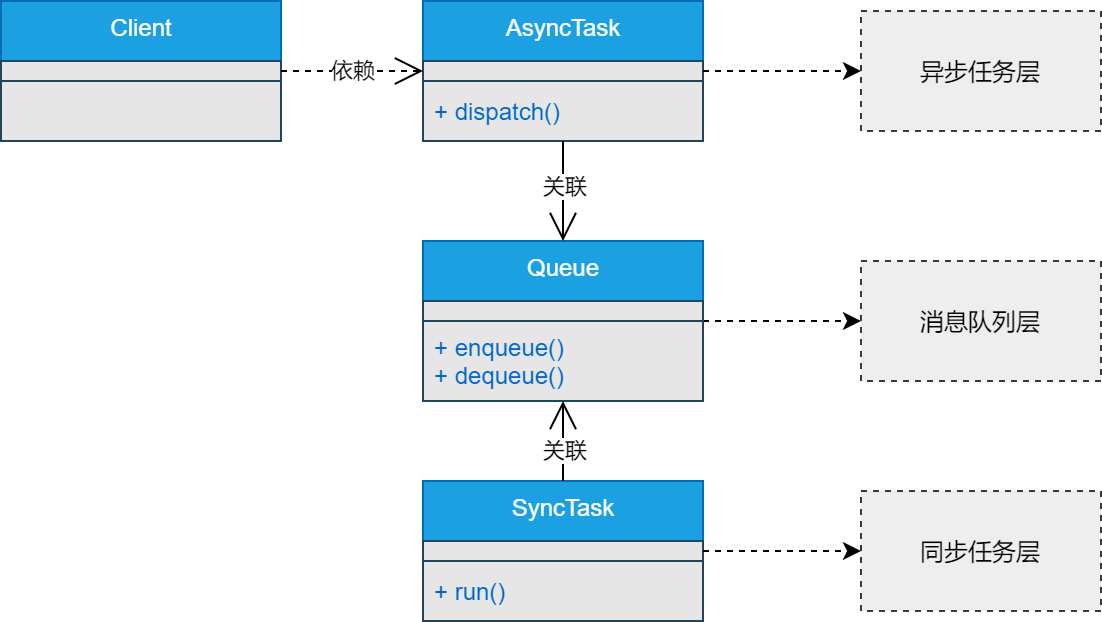 Client
依赖
AsyncTask
+ dispatch()
异步任务层
关联
Queue
+ enqueue()
+ dequeue()
消息队列层
关联
SyncTask
+ run()
同步任务层